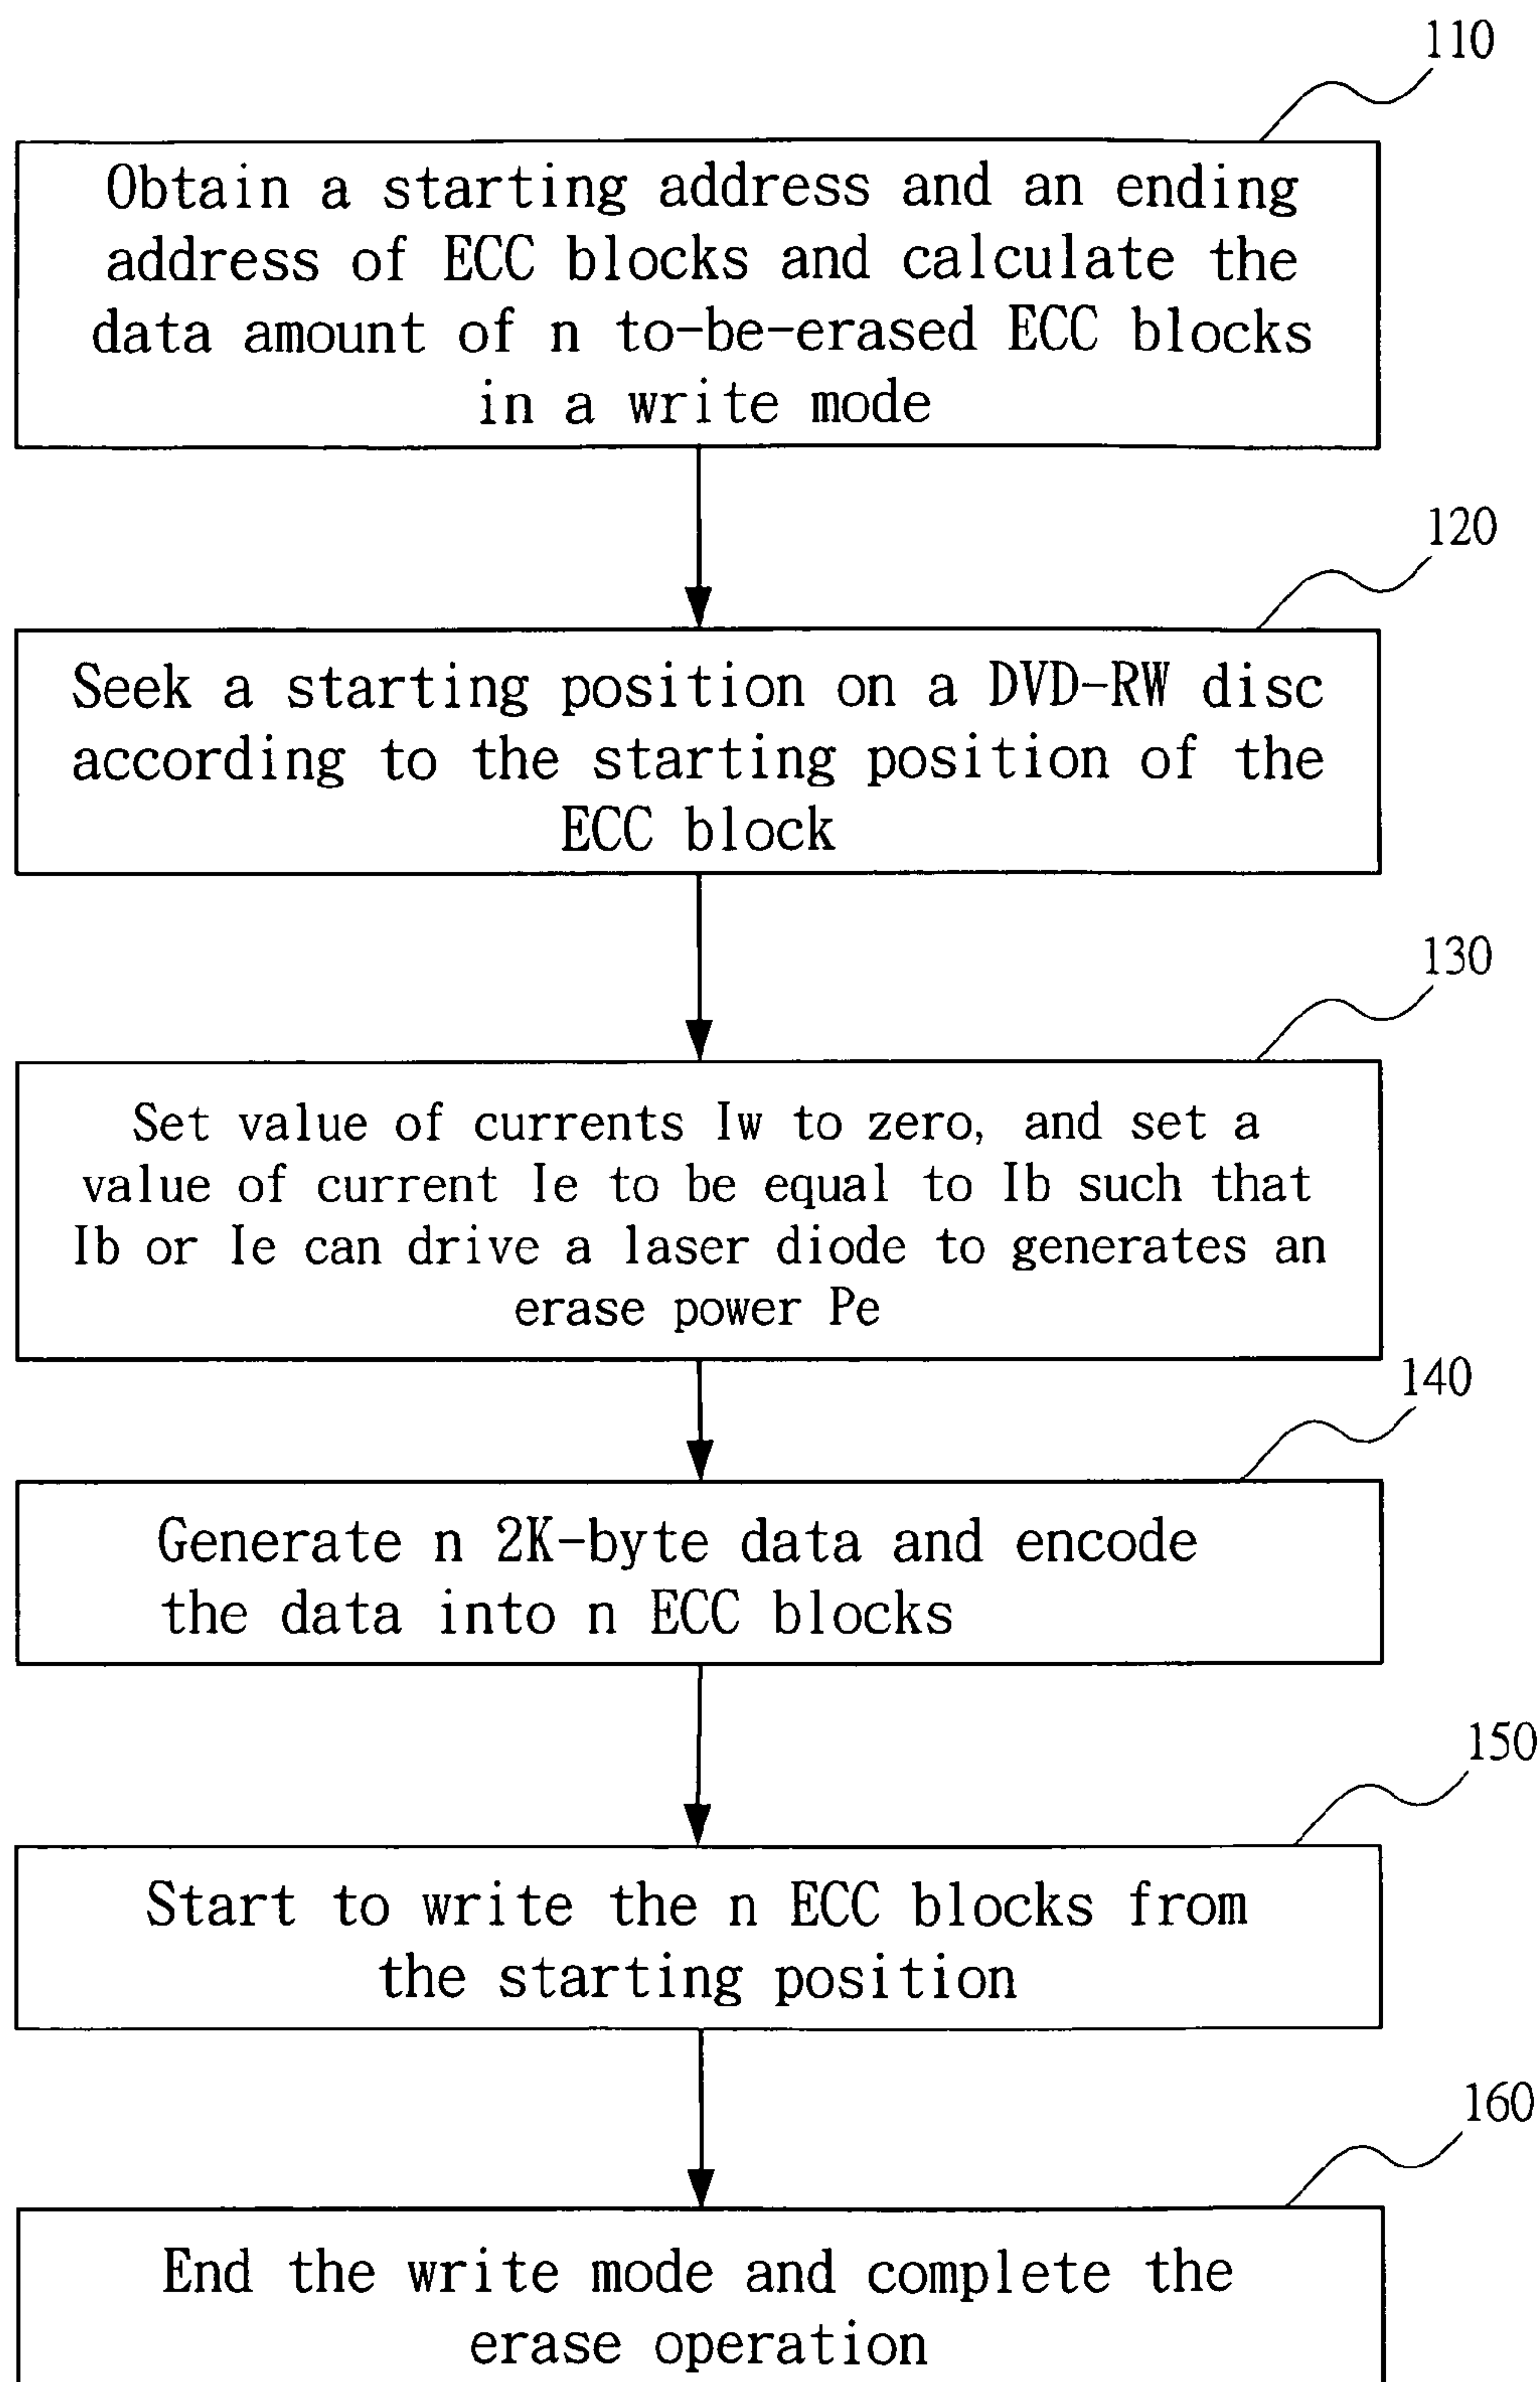 110
Obtain a starting address and an ending
address of ECC blocks and calculate the
data amount of n to-be-erased ECC blocks
in a write mode
120
Seek a starting position on a DVD-RW disc
according to the starting position of the
ECC block
130
Set value of currents Iw to zero, and set a
value of current Ie to be equal to Ib such that
Ib or Ie can drive a laser diode to generates an
erase power Pe
140
Generate n 2K-byte data and encode
the data into n ECC blocks
150
Start to write the n ECC blocks from
the starting position
160
End the write mode and complete the
erase operation